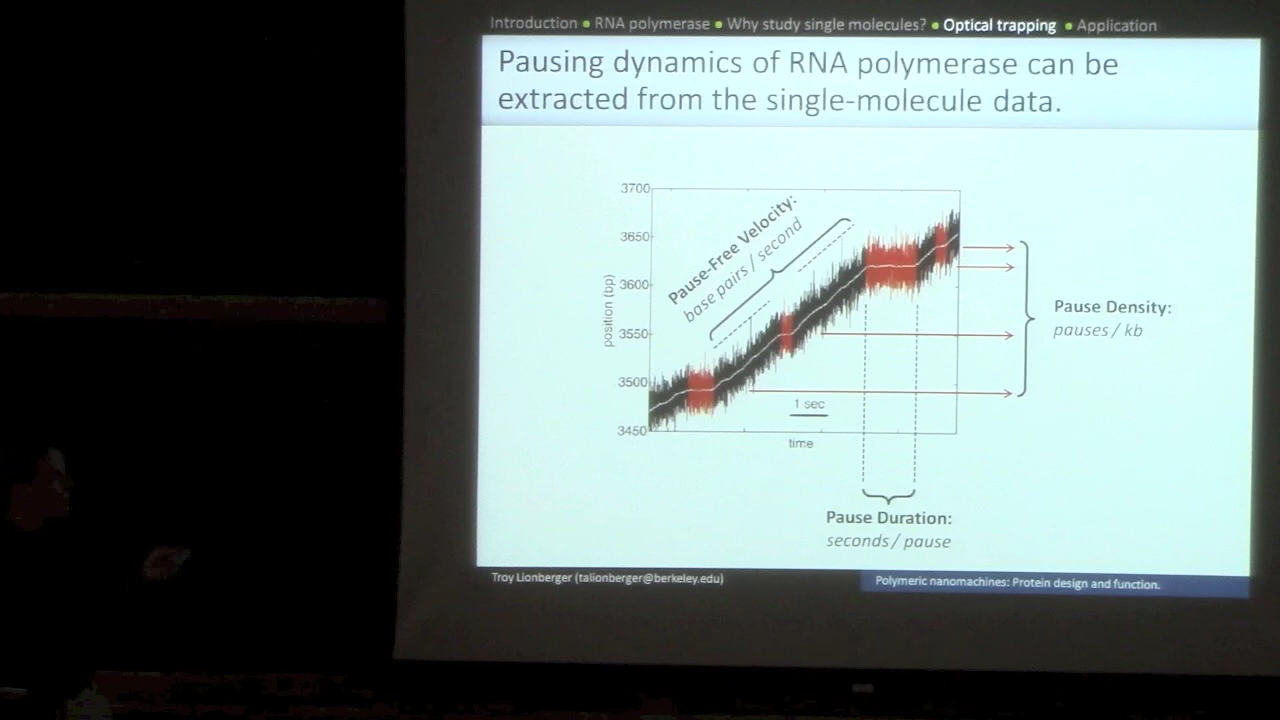 Introduction • RNA polymerase • Why study single molecules? • Optical trapping • Application
Pausing dynamics of RNA polymerase can be
extracted from the single-molecule data.
3700
3650
3600
3550
3500
3450
position (bp)
Pause-Free Velocity:
base pairs / second
1 sec
time
Pause Density:
pauses / kb
Pause Duration:
seconds / pause
Troy Lionberger (talionberger@berkeley.edu)
Polymeric nanomachines: Protein design and function.